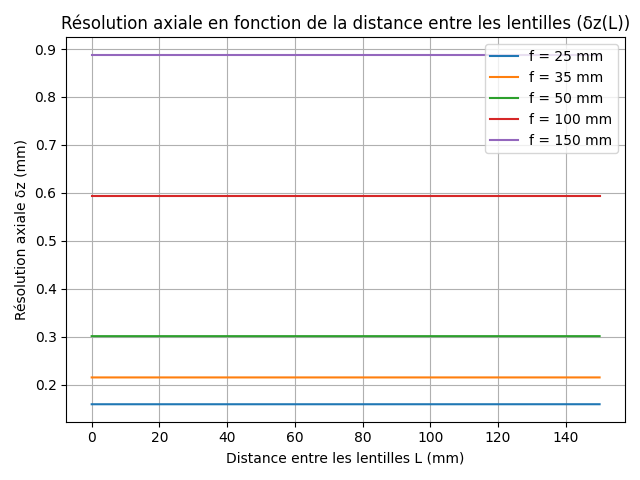 Résolution axiale en fonction de la distance entre les lentilles (δz(L))
f = 25 mm
f = 35 mm
f = 50 mm
f = 100 mm
f = 150 mm
Résolution axiale δz (mm)
0.9
0.8
0.7
0.6
0.5
0.4
0.3
0.2
0 20 40 60 80 100 120 140
Distance entre les lentilles L (mm)